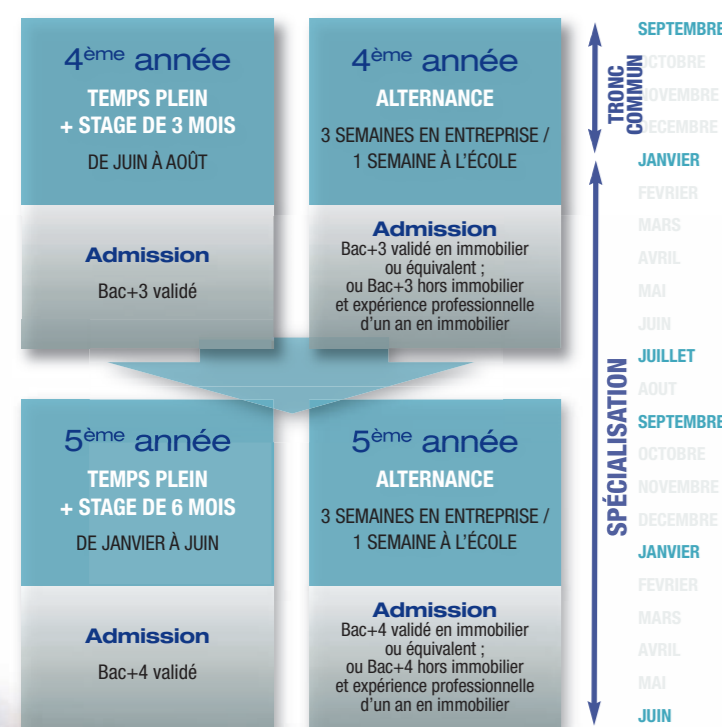 4ème année
TEMPS PLEIN
+ STAGE DE 3 MOIS
DE JUIN À AOÛT
Admission
Bac+3 validé
4ème année
ALTERNANCE
3 SEMAINES EN ENTREPRISE /
1 SEMAINE À L'ÉCOLE
Admission
Bac+3 validé en immobilier
ou équivalent ;
ou Bac+3 hors immobilier
et expérience professionnelle
d'un an en immobilier
5ème année
TEMPS PLEIN
+ STAGE DE 6 MOIS
DE JANVIER À JUIN
Admission
Bac+4 validé
5ème année
ALTERNANCE
3 SEMAINES EN ENTREPRISE /
1 SEMAINE À L'ÉCOLE
Admission
Bac+4 validé en immobilier
ou équivalent ;
ou Bac+4 hors immobilier
et expérience professionnelle
d'un an en immobilier
TRONC
COMMUN
SPÉCIALISATION
SEPTEMBRE
OCTOBRE
NOVEMBRE
DECEMBRE
JANVIER
FEVRIER
MARS
AVRIL
MAI
JUIN
JUILLET
AOUT
SEPTEMBRE
OCTOBRE
NOVEMBRE
DECEMBRE
JANVIER
FEVRIER
MARS
AVRIL
MAI
JUIN